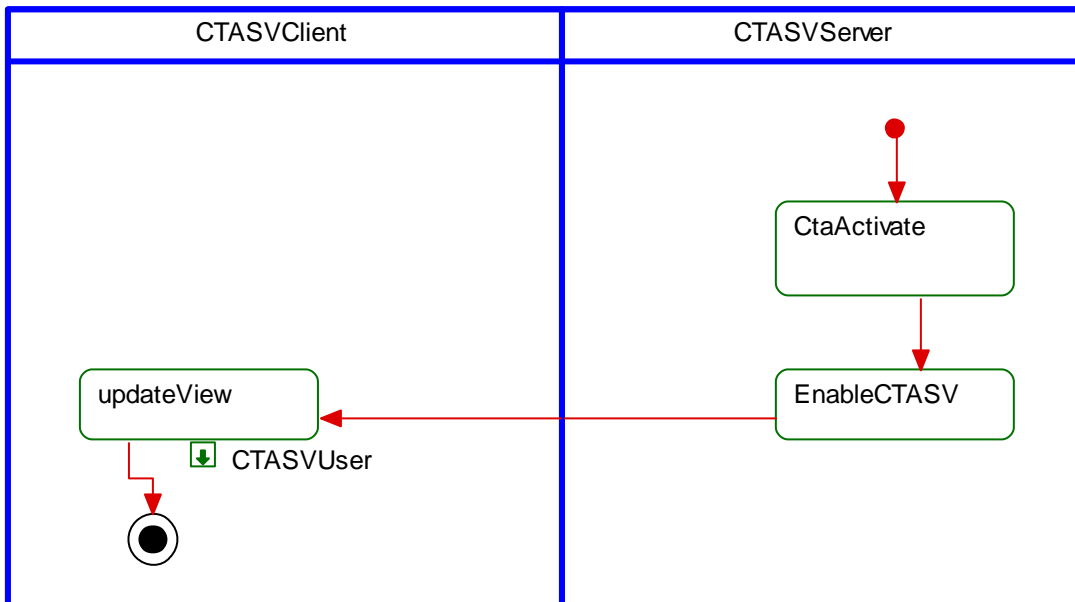 CTASVClient
CTASVServer
CtaActivate
updateView
EnableCTASV
CTASVUser